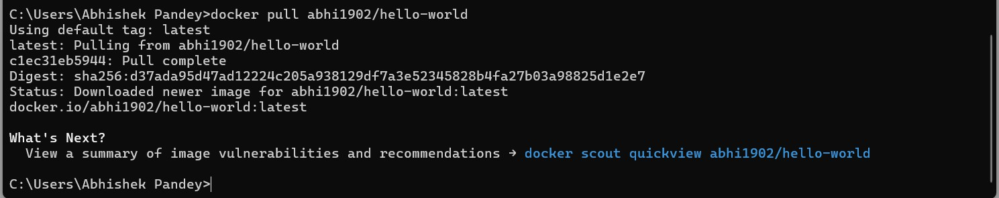 C:\Users\Abhishek Pandey>docker pull abhi1902/hello-world
Using default tag: latest
latest: Pulling from abhi1902/hello-world
c1ec31eb5944: Pull complete
Digest: sha256:d37ada95d47ad12224c205a938129df7a3e52345828b4fa27b03a98825d1e2e7
Status: Downloaded newer image for abhi1902/hello-world:latest
docker.io/abhi1902/hello-world:latest
What's Next?
View a summary of image vulnerabilities and recommendations → docker scout quickview abhi1902/hello-world
C:\Users\Abhishek Pandey>